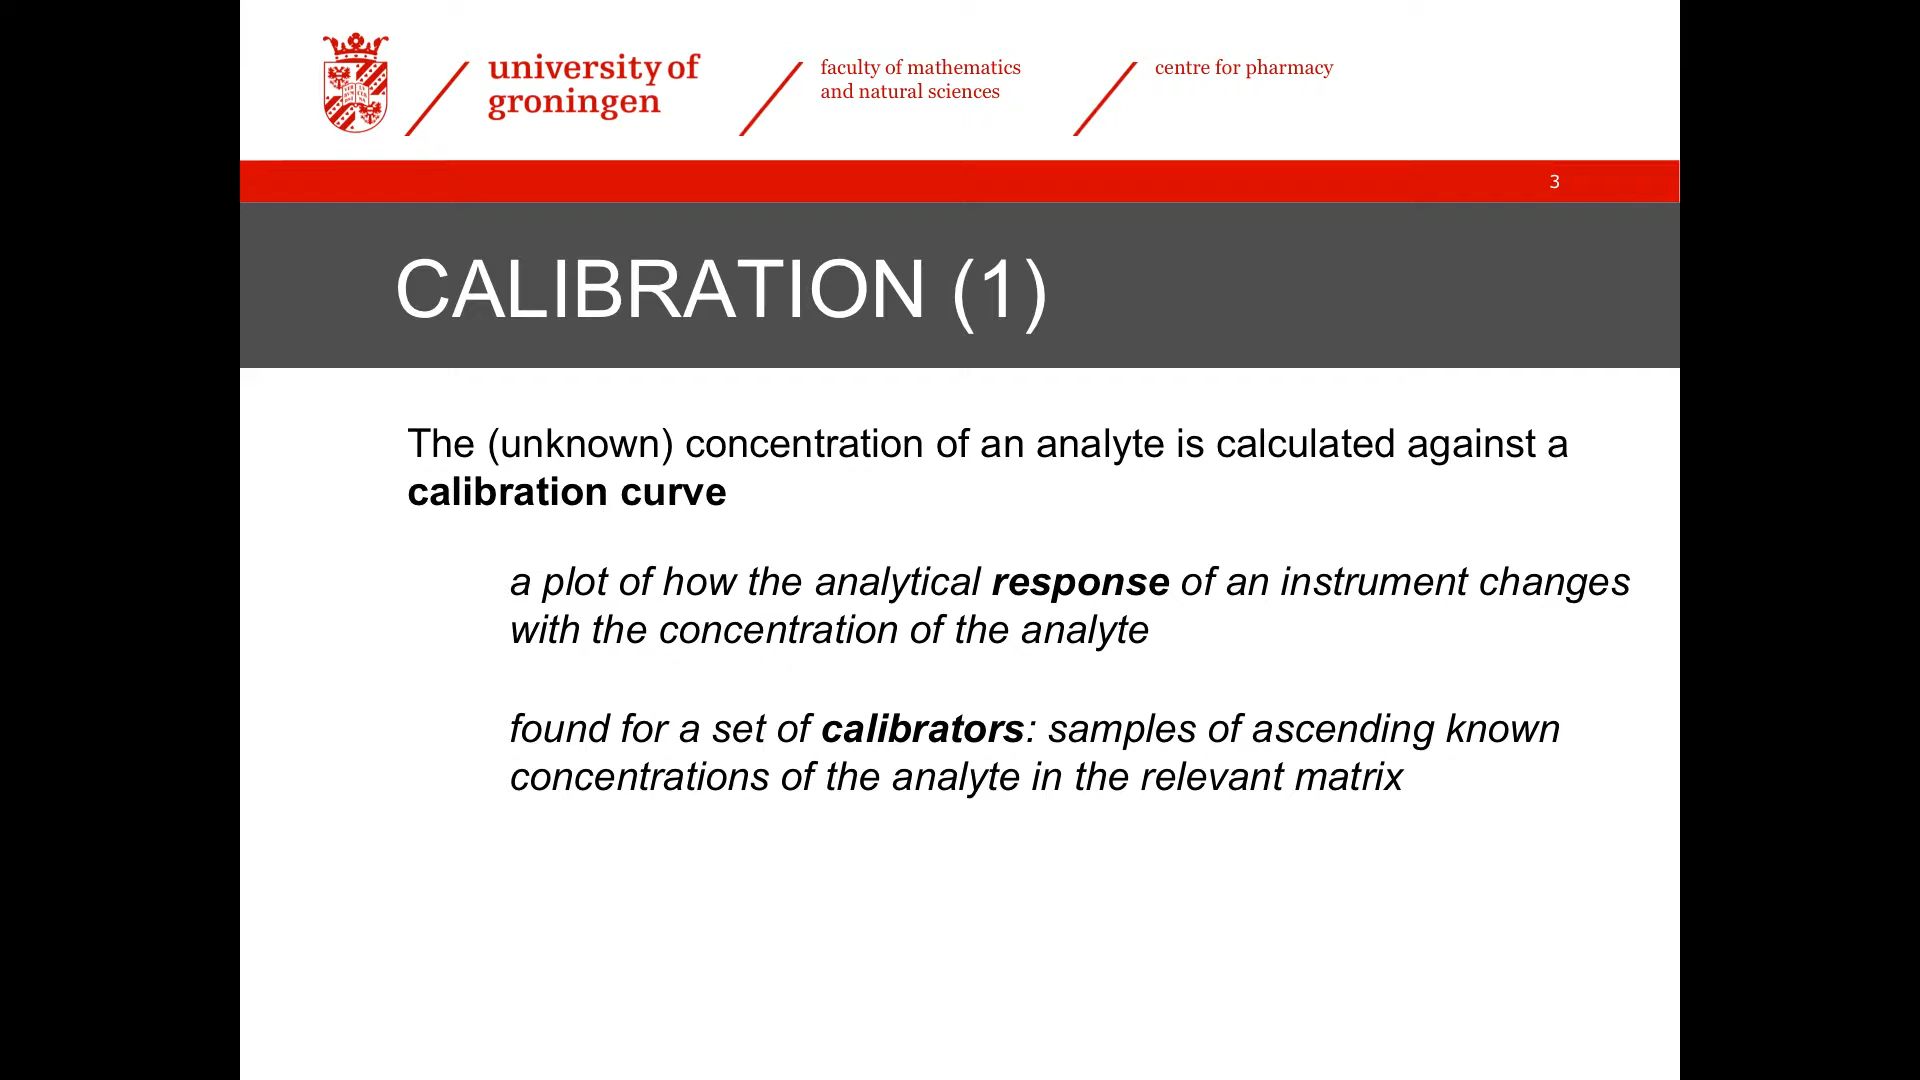 university of
groningen
faculty of mathematics
and natural sciences
centre for pharmacy
3
CALIBRATION (1)
The (unknown) concentration of an analyte is calculated against a
calibration curve
a plot of how the analytical response of an instrument changes
with the concentration of the analyte
found for a set of calibrators: samples of ascending known
concentrations of the analyte in the relevant matrix